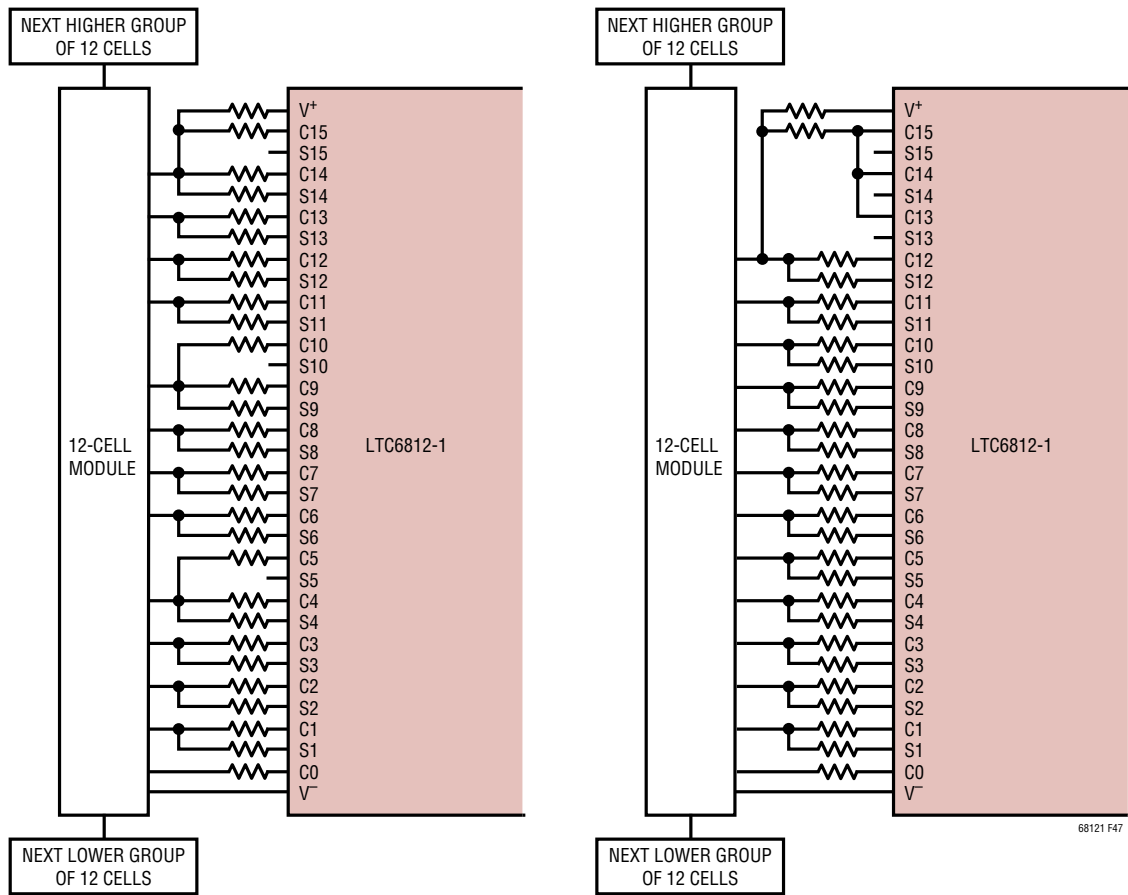 NEXT HIGHER GROUP
OF 12 CELLS
V+
C15
S15
C14
S14
C13
S13
C12
S12
C11
S11
C10
S10
C9
S9
C8
S8
C7
S7
C6
S6
C5
S5
C4
S4
C3
S3
C2
S2
C1
S1
C0
V–
12-CELL
MODULE
LTC6812-1
NEXT LOWER GROUP
OF 12 CELLS
NEXT HIGHER GROUP
OF 12 CELLS
V+
C15
S15
C14
S14
C13
S13
C12
S12
C11
S11
C10
S10
C9
S9
C8
S8
C7
S7
C6
S6
C5
S5
C4
S4
C3
S3
C2
S2
C1
S1
C0
V–
12-CELL
MODULE
LTC6812-1
NEXT LOWER GROUP
OF 12 CELLS
68121 F47